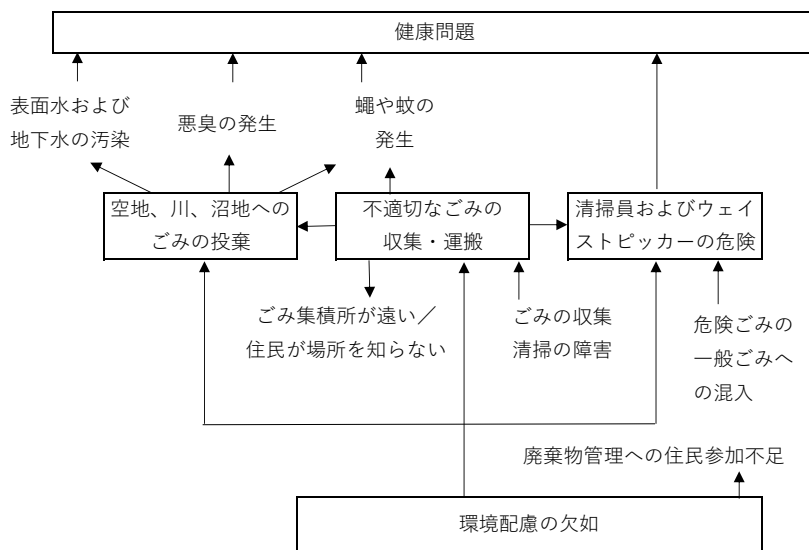 健康問題
表面水および
地下水の汚染
悪臭の発生
蠅や蚊の
発生
空地、川、沼地への
ごみの投棄
不適切なごみの
収集・運搬
清掃員およびウェイ
ストピッカーの危険
ごみ集積所が遠い／
住民が場所を知らない
ごみの収集
清掃の障害
危険ごみの
一般ごみへ
の混入
廃棄物管理への住民参加不足
環境配慮の欠如